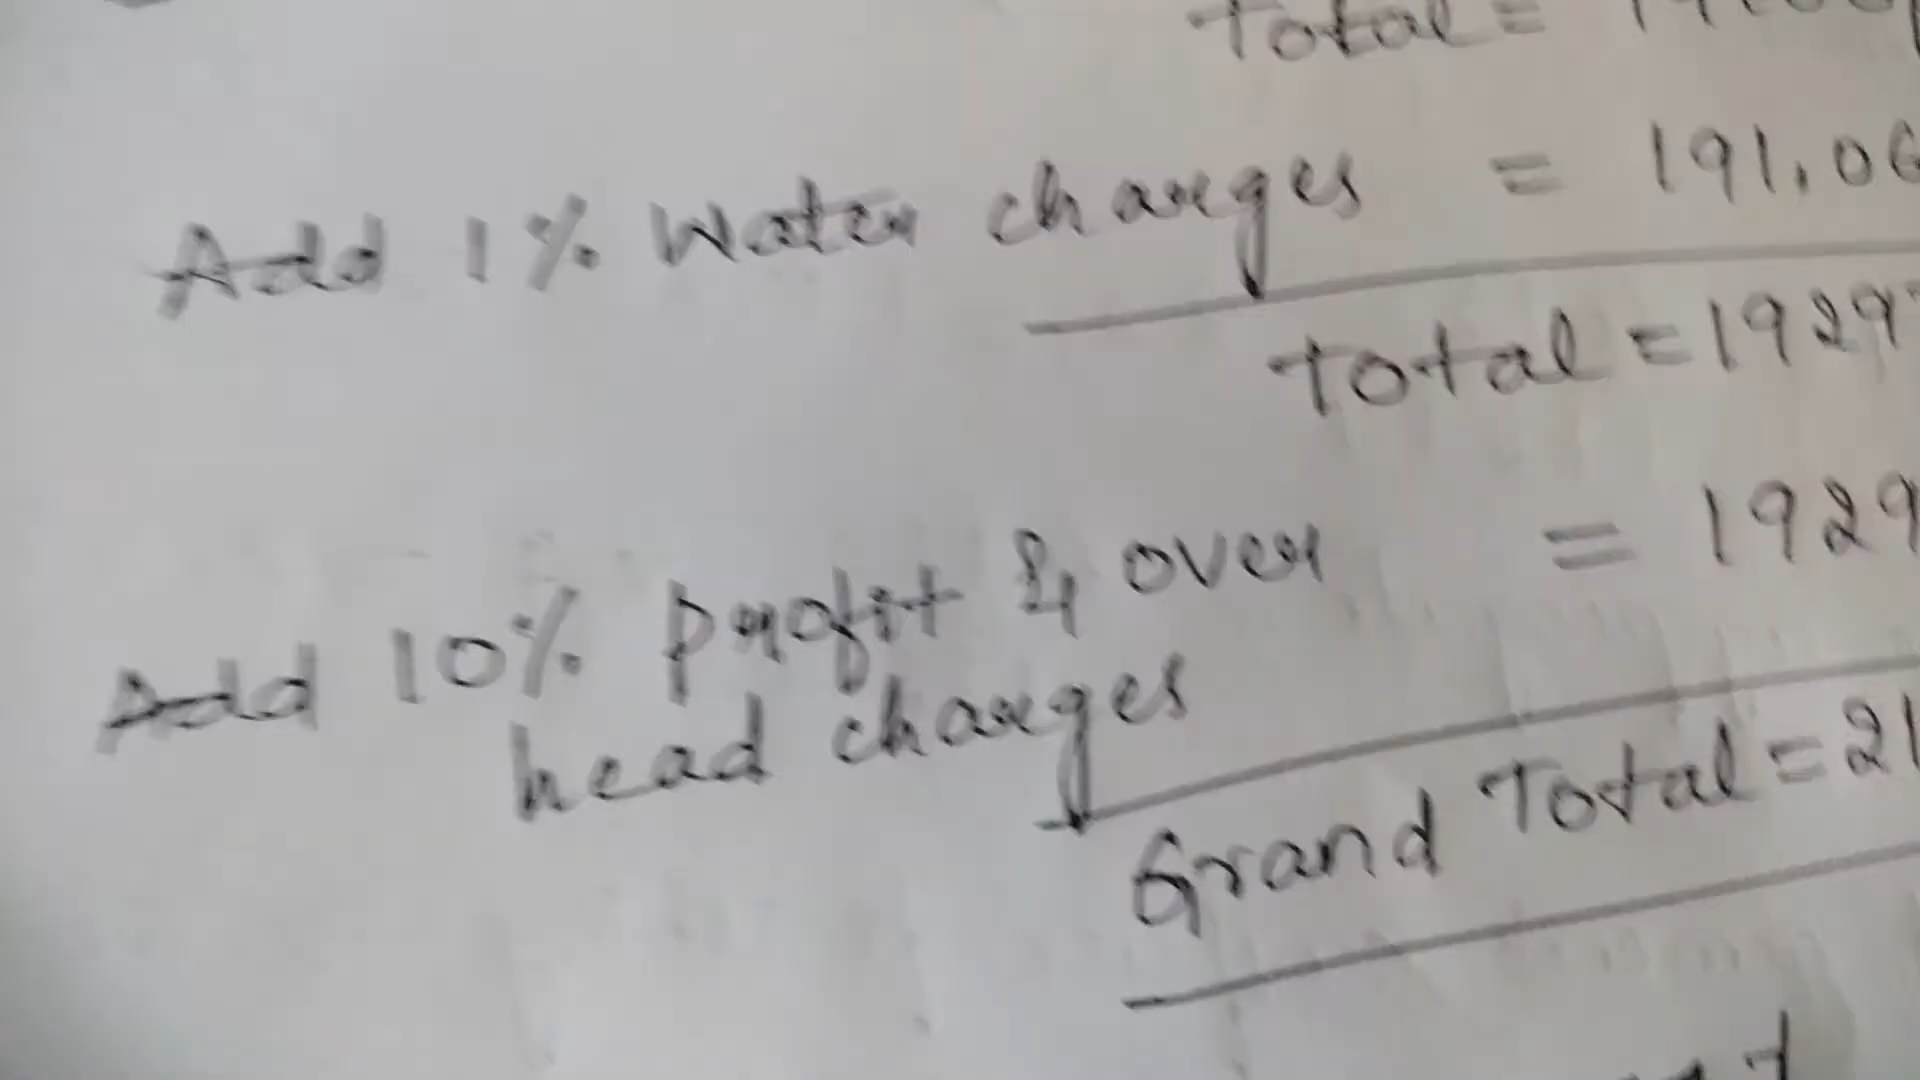 Total =
Add 1% Water charges = 191.06
Total = 1929
Add 10% profit & over = 1929
head charges
Grand Total = 21